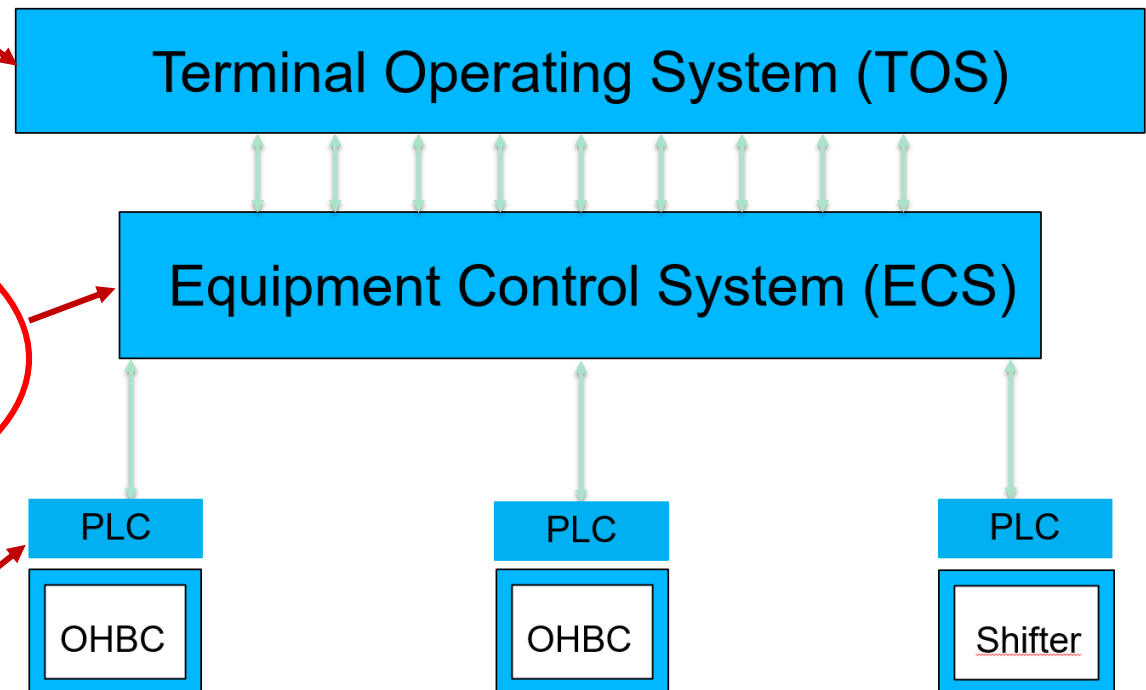 Terminal Operating System (TOS)
Equipment Control System (ECS)
PLC
PLC
PLC
OHBC
OHBC
Shifter